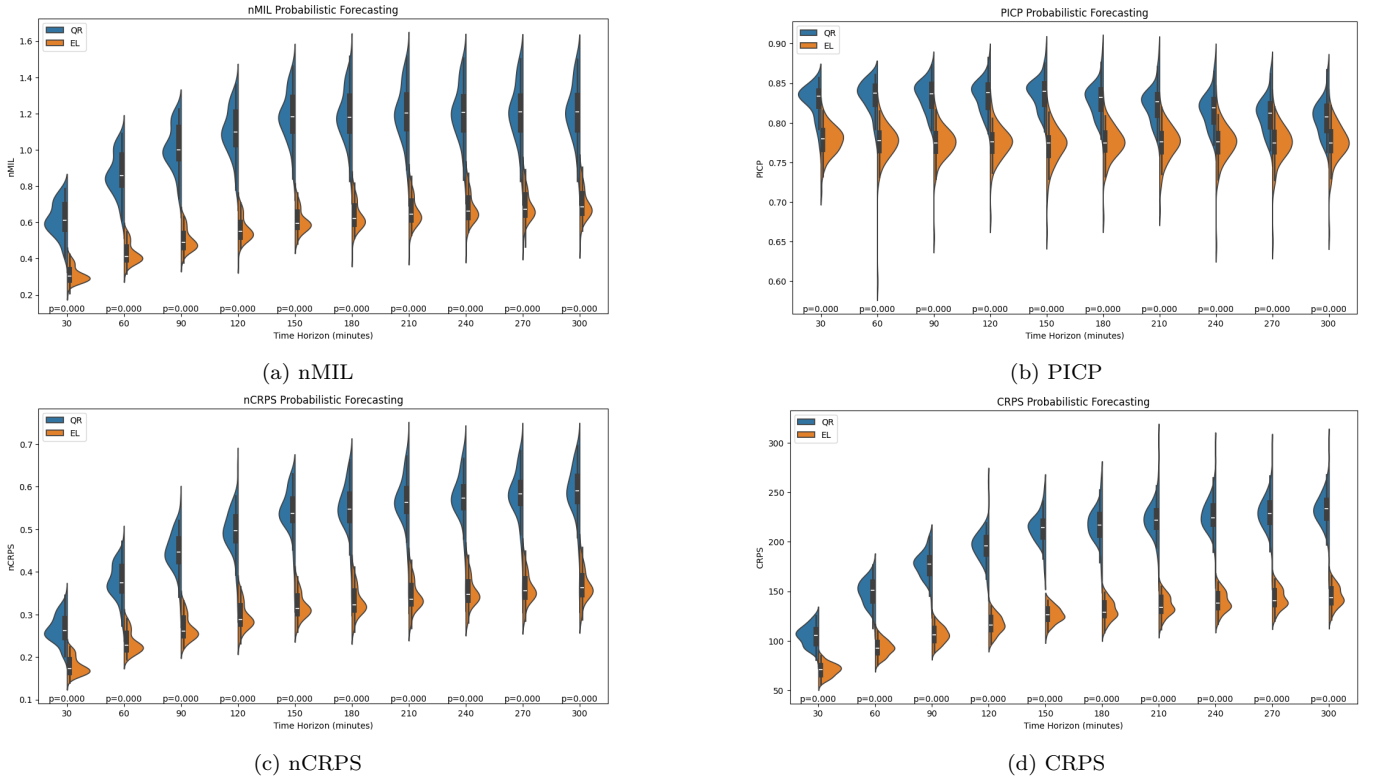 nMIL Probabilistic Forecasting
QR
EL
1.6
1.4
1.2
1.0
0.8
0.6
0.4
0.2
nMIL
p=0.000 p=0.000 p=0.000 p=0.000 p=0.000 p=0.000 p=0.000 p=0.000 p=0.000 p=0.000
30 60 90 120 150 180 210 240 270 300
Time Horizon (minutes)
(a) nMIL
PICP Probabilistic Forecasting
QR
EL
0.90
0.85
0.80
0.75
0.70
0.65
0.60
PICP
p=0.000 p=0.000 p=0.000 p=0.000 p=0.000 p=0.000 p=0.000 p=0.000 p=0.000 p=0.000
30 60 90 120 150 180 210 240 270 300
Time Horizon (minutes)
(b) PICP
nCRPS Probabilistic Forecasting
QR
EL
0.7
0.6
0.5
0.4
0.3
0.2
0.1
nCRPS
p=0.000 p=0.000 p=0.000 p=0.000 p=0.000 p=0.000 p=0.000 p=0.000 p=0.000 p=0.000
30 60 90 120 150 180 210 240 270 300
Time Horizon (minutes)
(c) nCRPS
CRPS Probabilistic Forecasting
QR
EL
300
250
200
150
100
50
CRPS
p=0.000 p=0.000 p=0.000 p=0.000 p=0.000 p=0.000 p=0.000 p=0.000 p=0.000 p=0.000
30 60 90 120 150 180 210 240 270 300
Time Horizon (minutes)
(d) CRPS